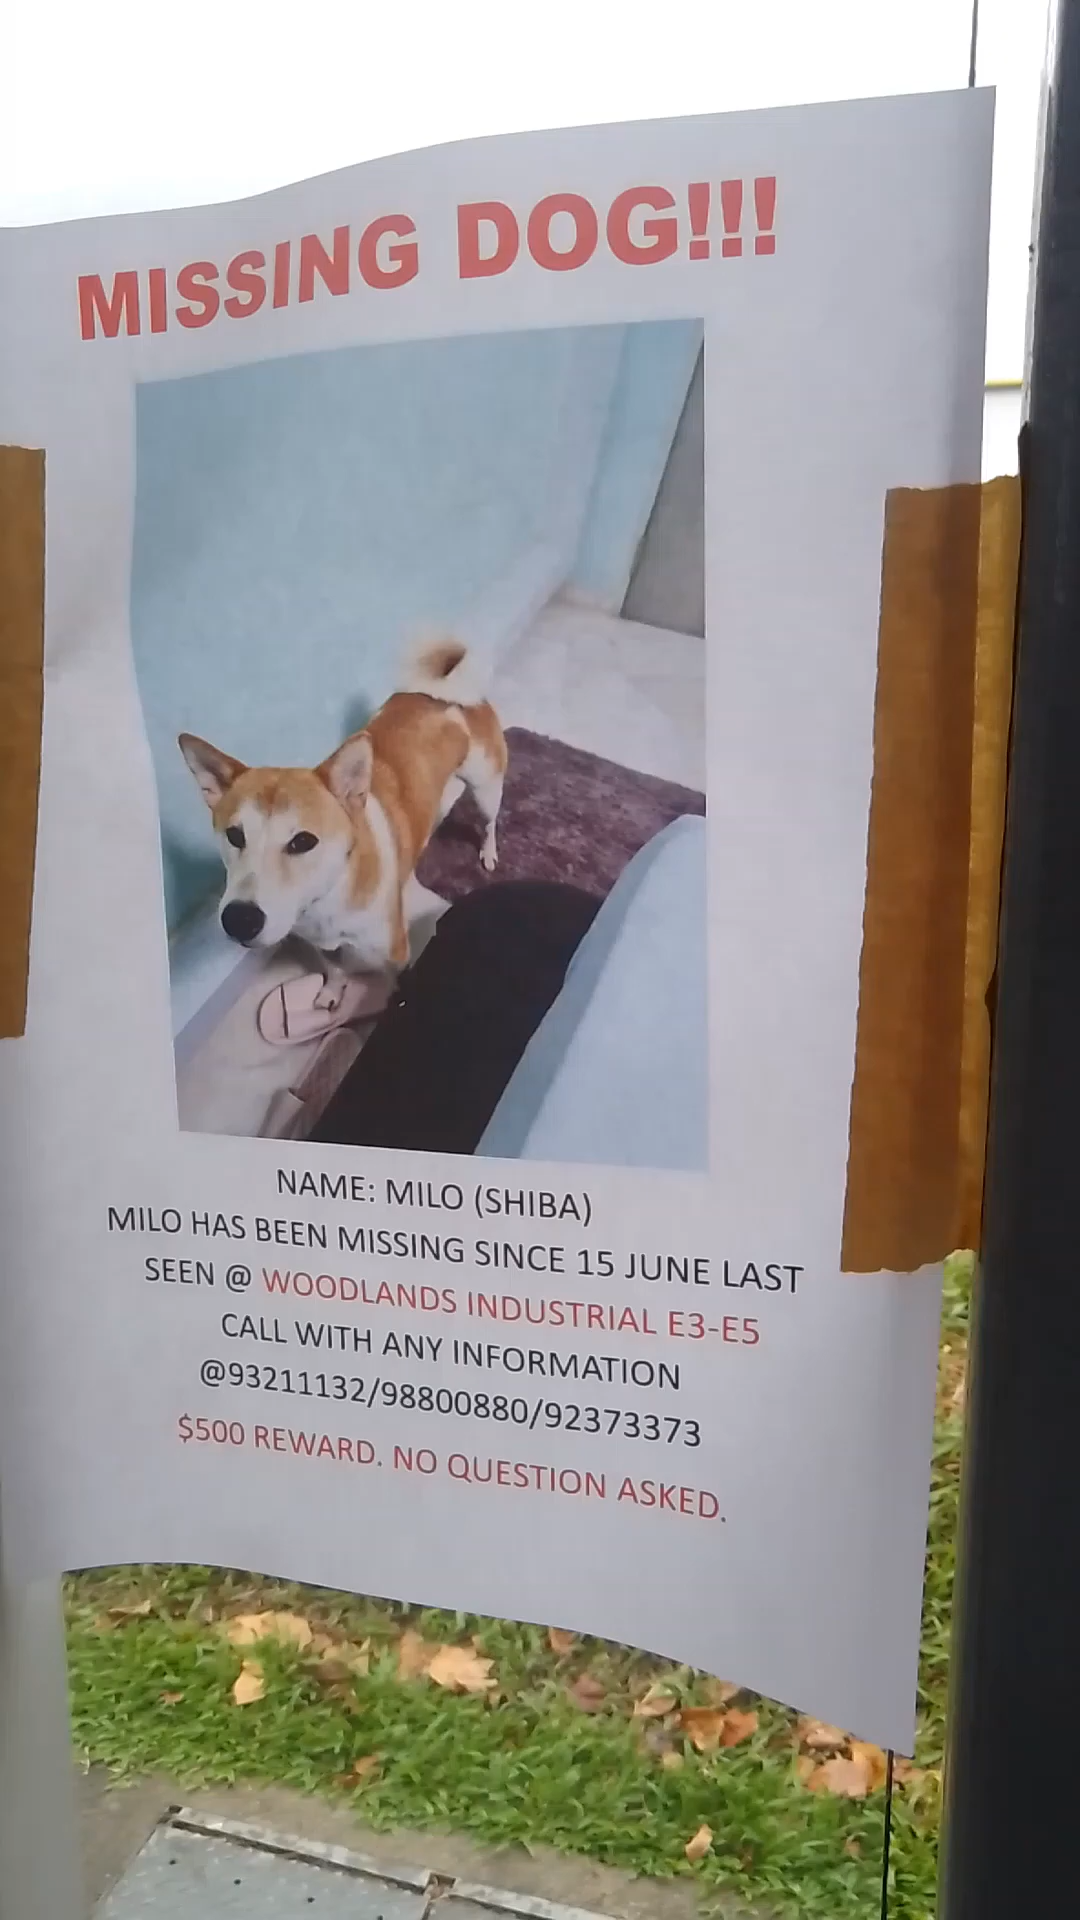 MISSING DOG!!!
NAME: MILO (SHIBA)
MILO HAS BEEN MISSING SINCE 15 JUNE LAST
SEEN @ WOODLANDS INDUSTRIAL E3-E5
CALL WITH ANY INFORMATION
@93211132/98800880/92373373
$500 REWARD. NO QUESTION ASKED.